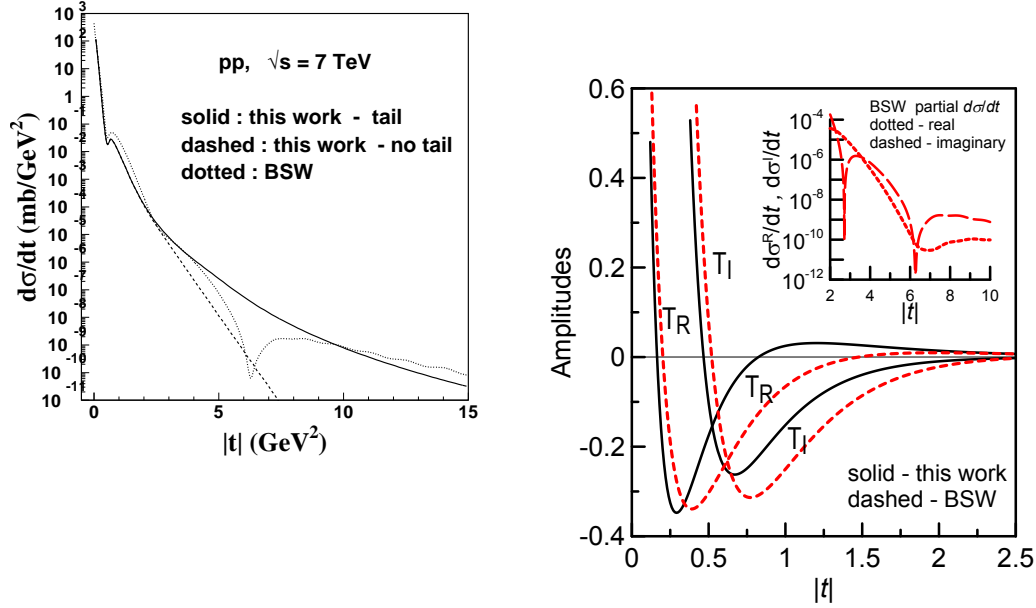 10³
10²
10
1
10⁻¹
10⁻²
10⁻³
10⁻⁴
10⁻⁵
10⁻⁶
10⁻⁷
10⁻⁸
10⁻⁹
10⁻¹⁰
10⁻¹¹
dσ/dt (mb/GeV²)
pp, √s = 7 TeV
solid : this work - tail
dashed : this work - no tail
dotted : BSW
0 5 10 15
|t| (GeV²)
0.6
0.4
0.2
0
-0.2
-0.4
Amplitudes
BSW partial dσ/dt
dotted - real
dashed - imaginary
10⁻⁴
10⁻⁶
10⁻⁸
10⁻¹⁰
10⁻¹²
dσᴿ/dt , dσᴵ/dt
2 4 6 8 10
|t|
T_I
T_R
T_R
T_I
solid - this work
dashed - BSW
0 0.5 1 1.5 2 2.5
|t|